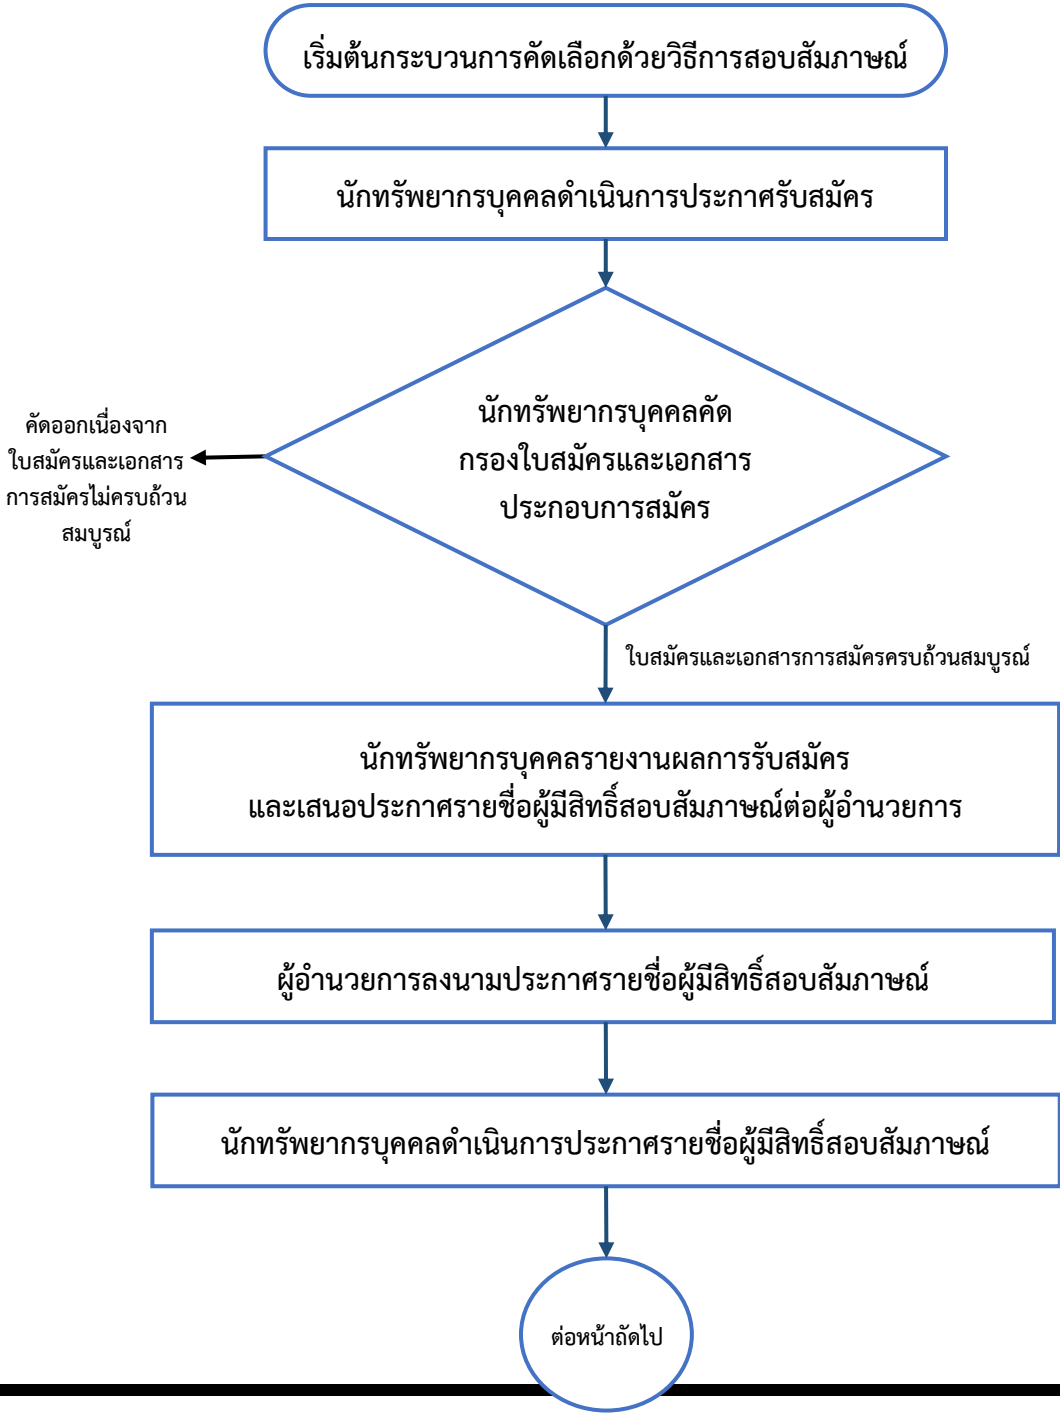 เริ่มต้นกระบวนการคัดเลือกด้วยวิธีการสอบสัมภาษณ์
นักทรัพยากรบุคคลดำเนินการประกาศรับสมัคร
นักทรัพยากรบุคคลคัด
กรองใบสมัครและเอกสาร
ประกอบการสมัคร
คัดออกเนื่องจาก
ใบสมัครและเอกสาร
การสมัครไม่ครบถ้วน
สมบูรณ์
ใบสมัครและเอกสารการสมัครครบถ้วนสมบูรณ์
นักทรัพยากรบุคคลรายงานผลการรับสมัคร
และเสนอประกาศรายชื่อผู้มีสิทธิ์สอบสัมภาษณ์ต่อผู้อำนวยการ
ผู้อำนวยการลงนามประกาศรายชื่อผู้มีสิทธิ์สอบสัมภาษณ์
นักทรัพยากรบุคคลดำเนินการประกาศรายชื่อผู้มีสิทธิ์สอบสัมภาษณ์
ต่อหน้าถัดไป